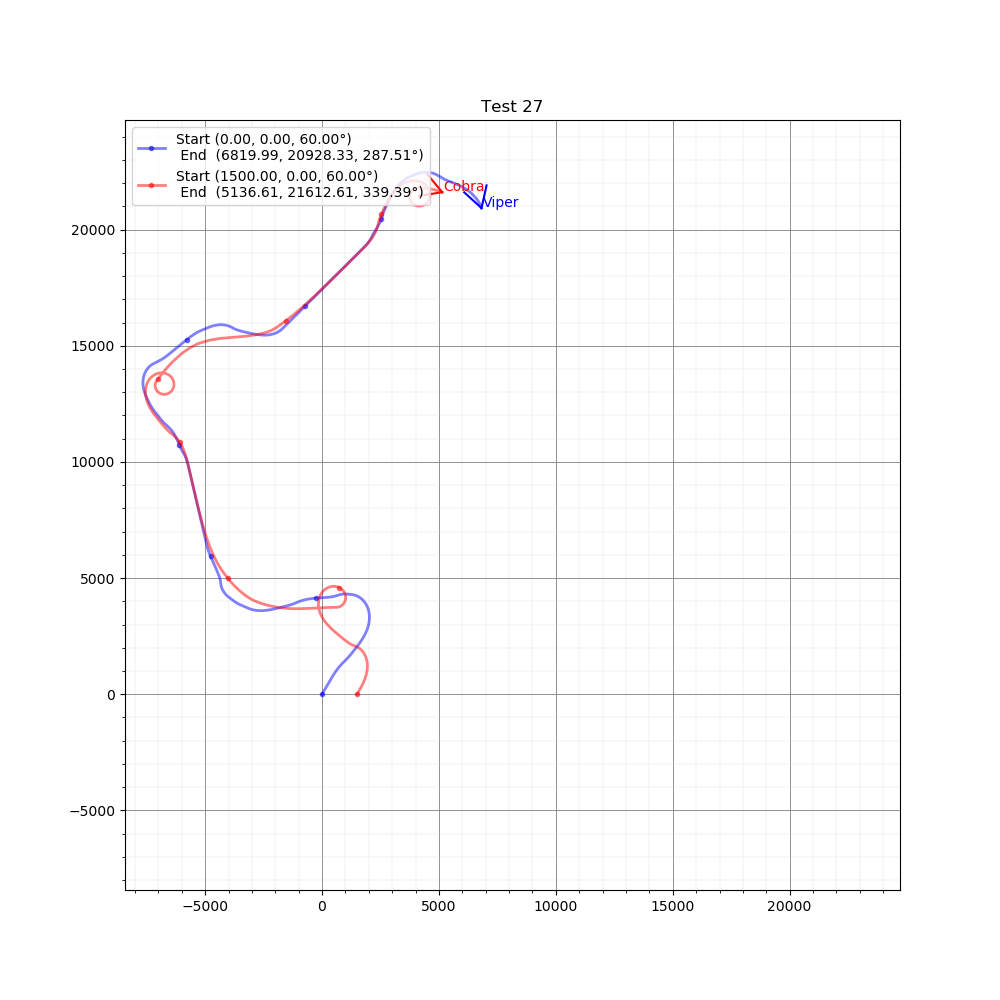 Test 27
Start (0.00, 0.00, 60.00°)
End (6819.99, 20928.33, 287.51°)
Start (1500.00, 0.00, 60.00°)
End (5136.61, 21612.61, 339.39°)
Cobra
Viper
20000
15000
10000
5000
0
−5000
−5000
0
5000
10000
15000
20000